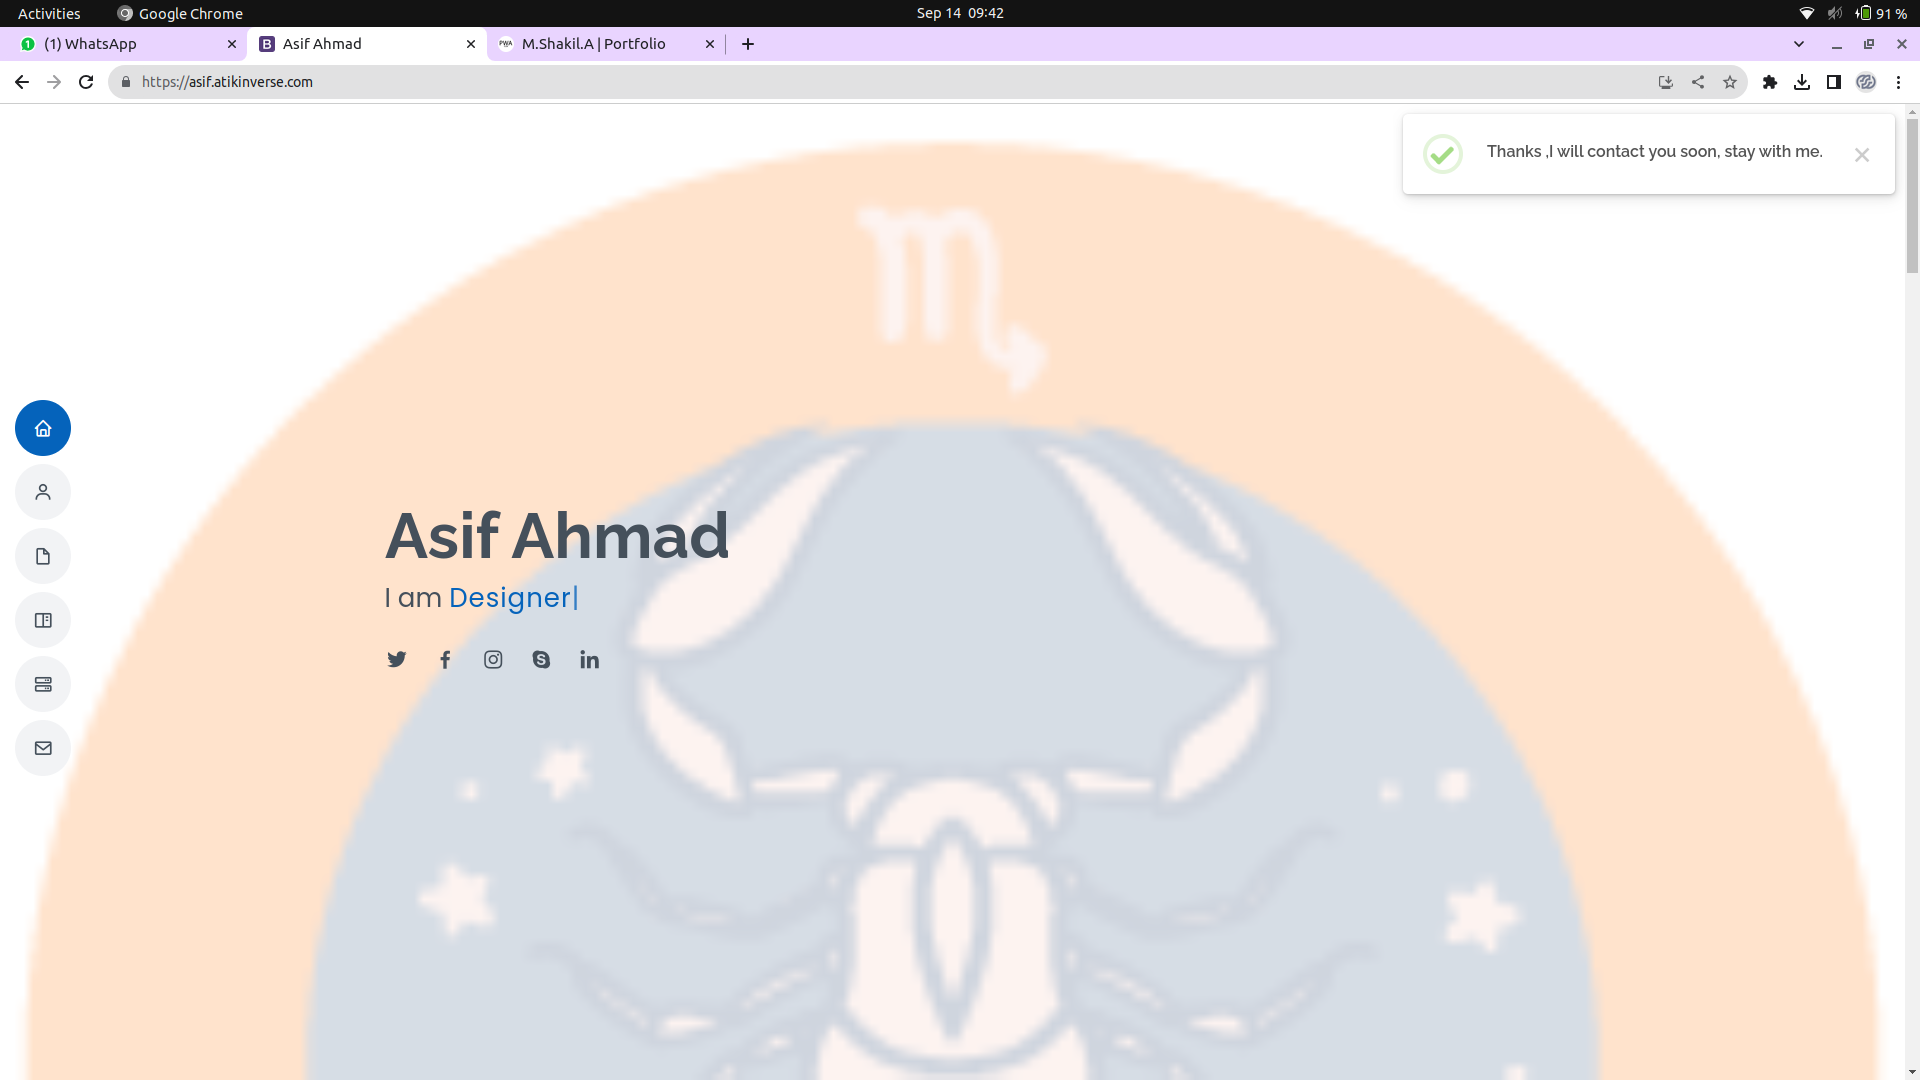 Activities
Google Chrome
Sep 14 09:42
91 %
(1) WhatsApp
Asif Ahmad
M.Shakil.A | Portfolio
https://asif.atikinverse.com
Thanks ,I will contact you soon, stay with me.
Asif Ahmad
I am Designer|